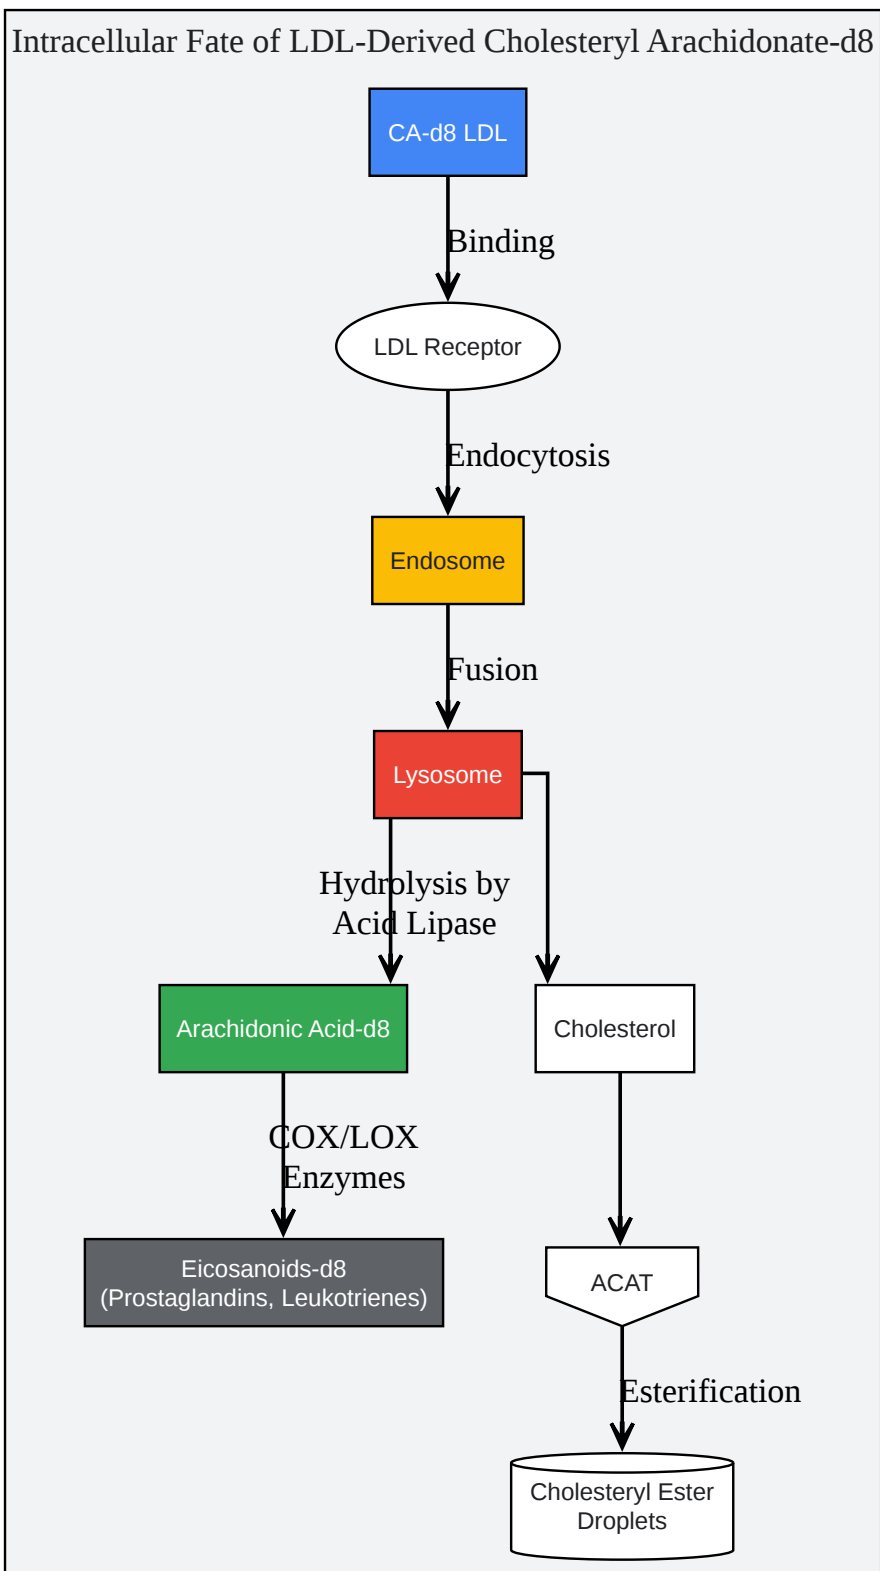 Intracellular Fate of LDL-Derived Cholesteryl Arachidonate-d8
CA-d8 LDL
Binding
LDL Receptor
Endocytosis
Endosome
Fusion
Lysosome
Hydrolysis by
Acid Lipase
Arachidonic Acid-d8
Cholesterol
COX/LOX
Enzymes
Eicosanoids-d8
(Prostaglandins, Leukotrienes)
ACAT
Esterification
Cholesteryl Ester
Droplets